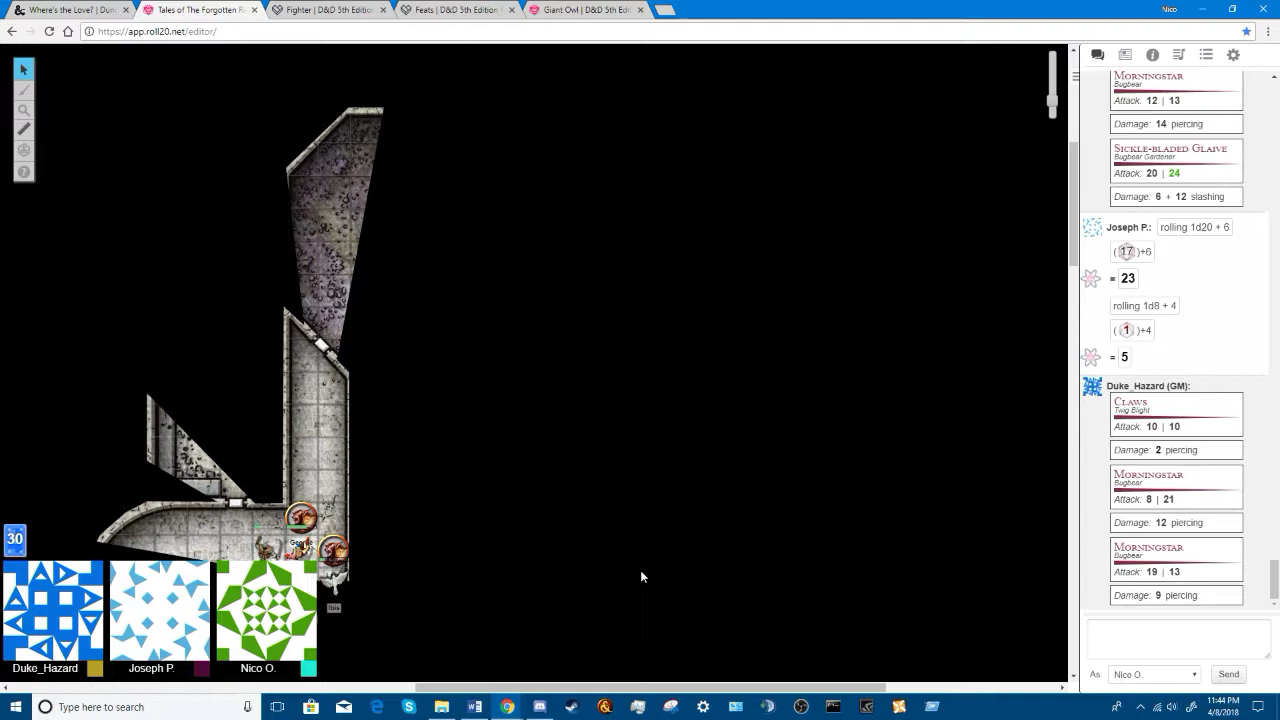 Where's the Love? | Dun
Tales of The Forgotten R
Fighter | D&D 5th Edition
Feats | D&D 5th Edition
Giant Owl | D&D 5th Edi
Nico
https://app.roll20.net/editor/
MORNINGSTAR
Bugbear
Attack: 12 | 13
Damage: 14 piercing
SICKLE-BLADED GLAIVE
Bugbear Gardener
Attack: 20 | 24
Damage: 6 + 12 slashing
Joseph P.: rolling 1d20 + 6
(17)+6
= 23
rolling 1d8 + 4
(1)+4
= 5
Duke_Hazard (GM):
CLAWS
Twig Blight
Attack: 10 | 10
Damage: 2 piercing
MORNINGSTAR
Bugbear
Attack: 8 | 21
Damage: 12 piercing
MORNINGSTAR
Bugbear
Attack: 19 | 13
Damage: 9 piercing
30
Duke_Hazard
Joseph P.
Nico O.
As: Nico O.
Send
Type here to search
11:44 PM
4/8/2018